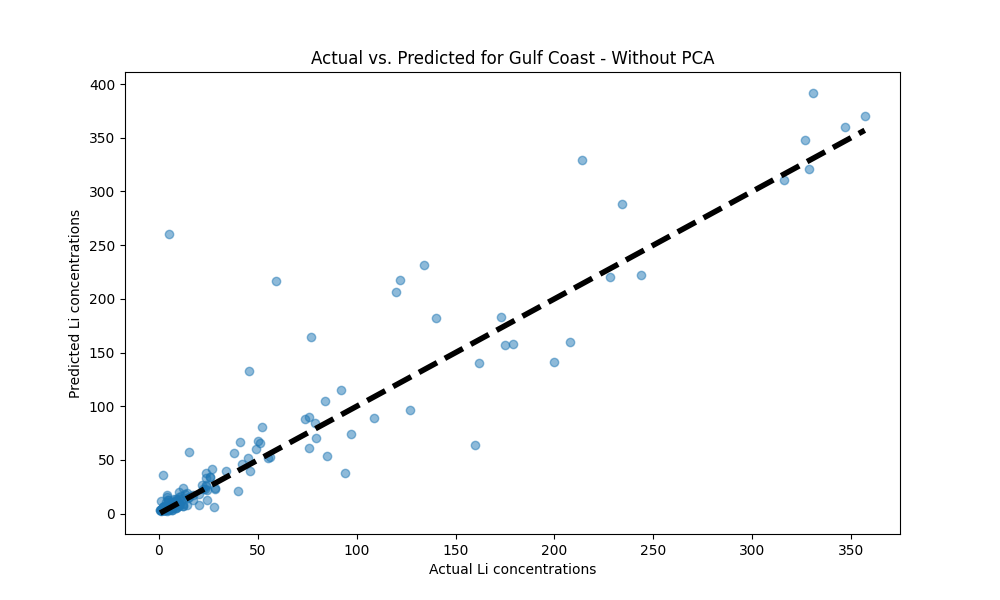 Actual vs. Predicted for Gulf Coast - Without PCA
400
350
300
250
200
150
100
50
0
Predicted Li concentrations
0 50 100 150 200 250 300 350
Actual Li concentrations